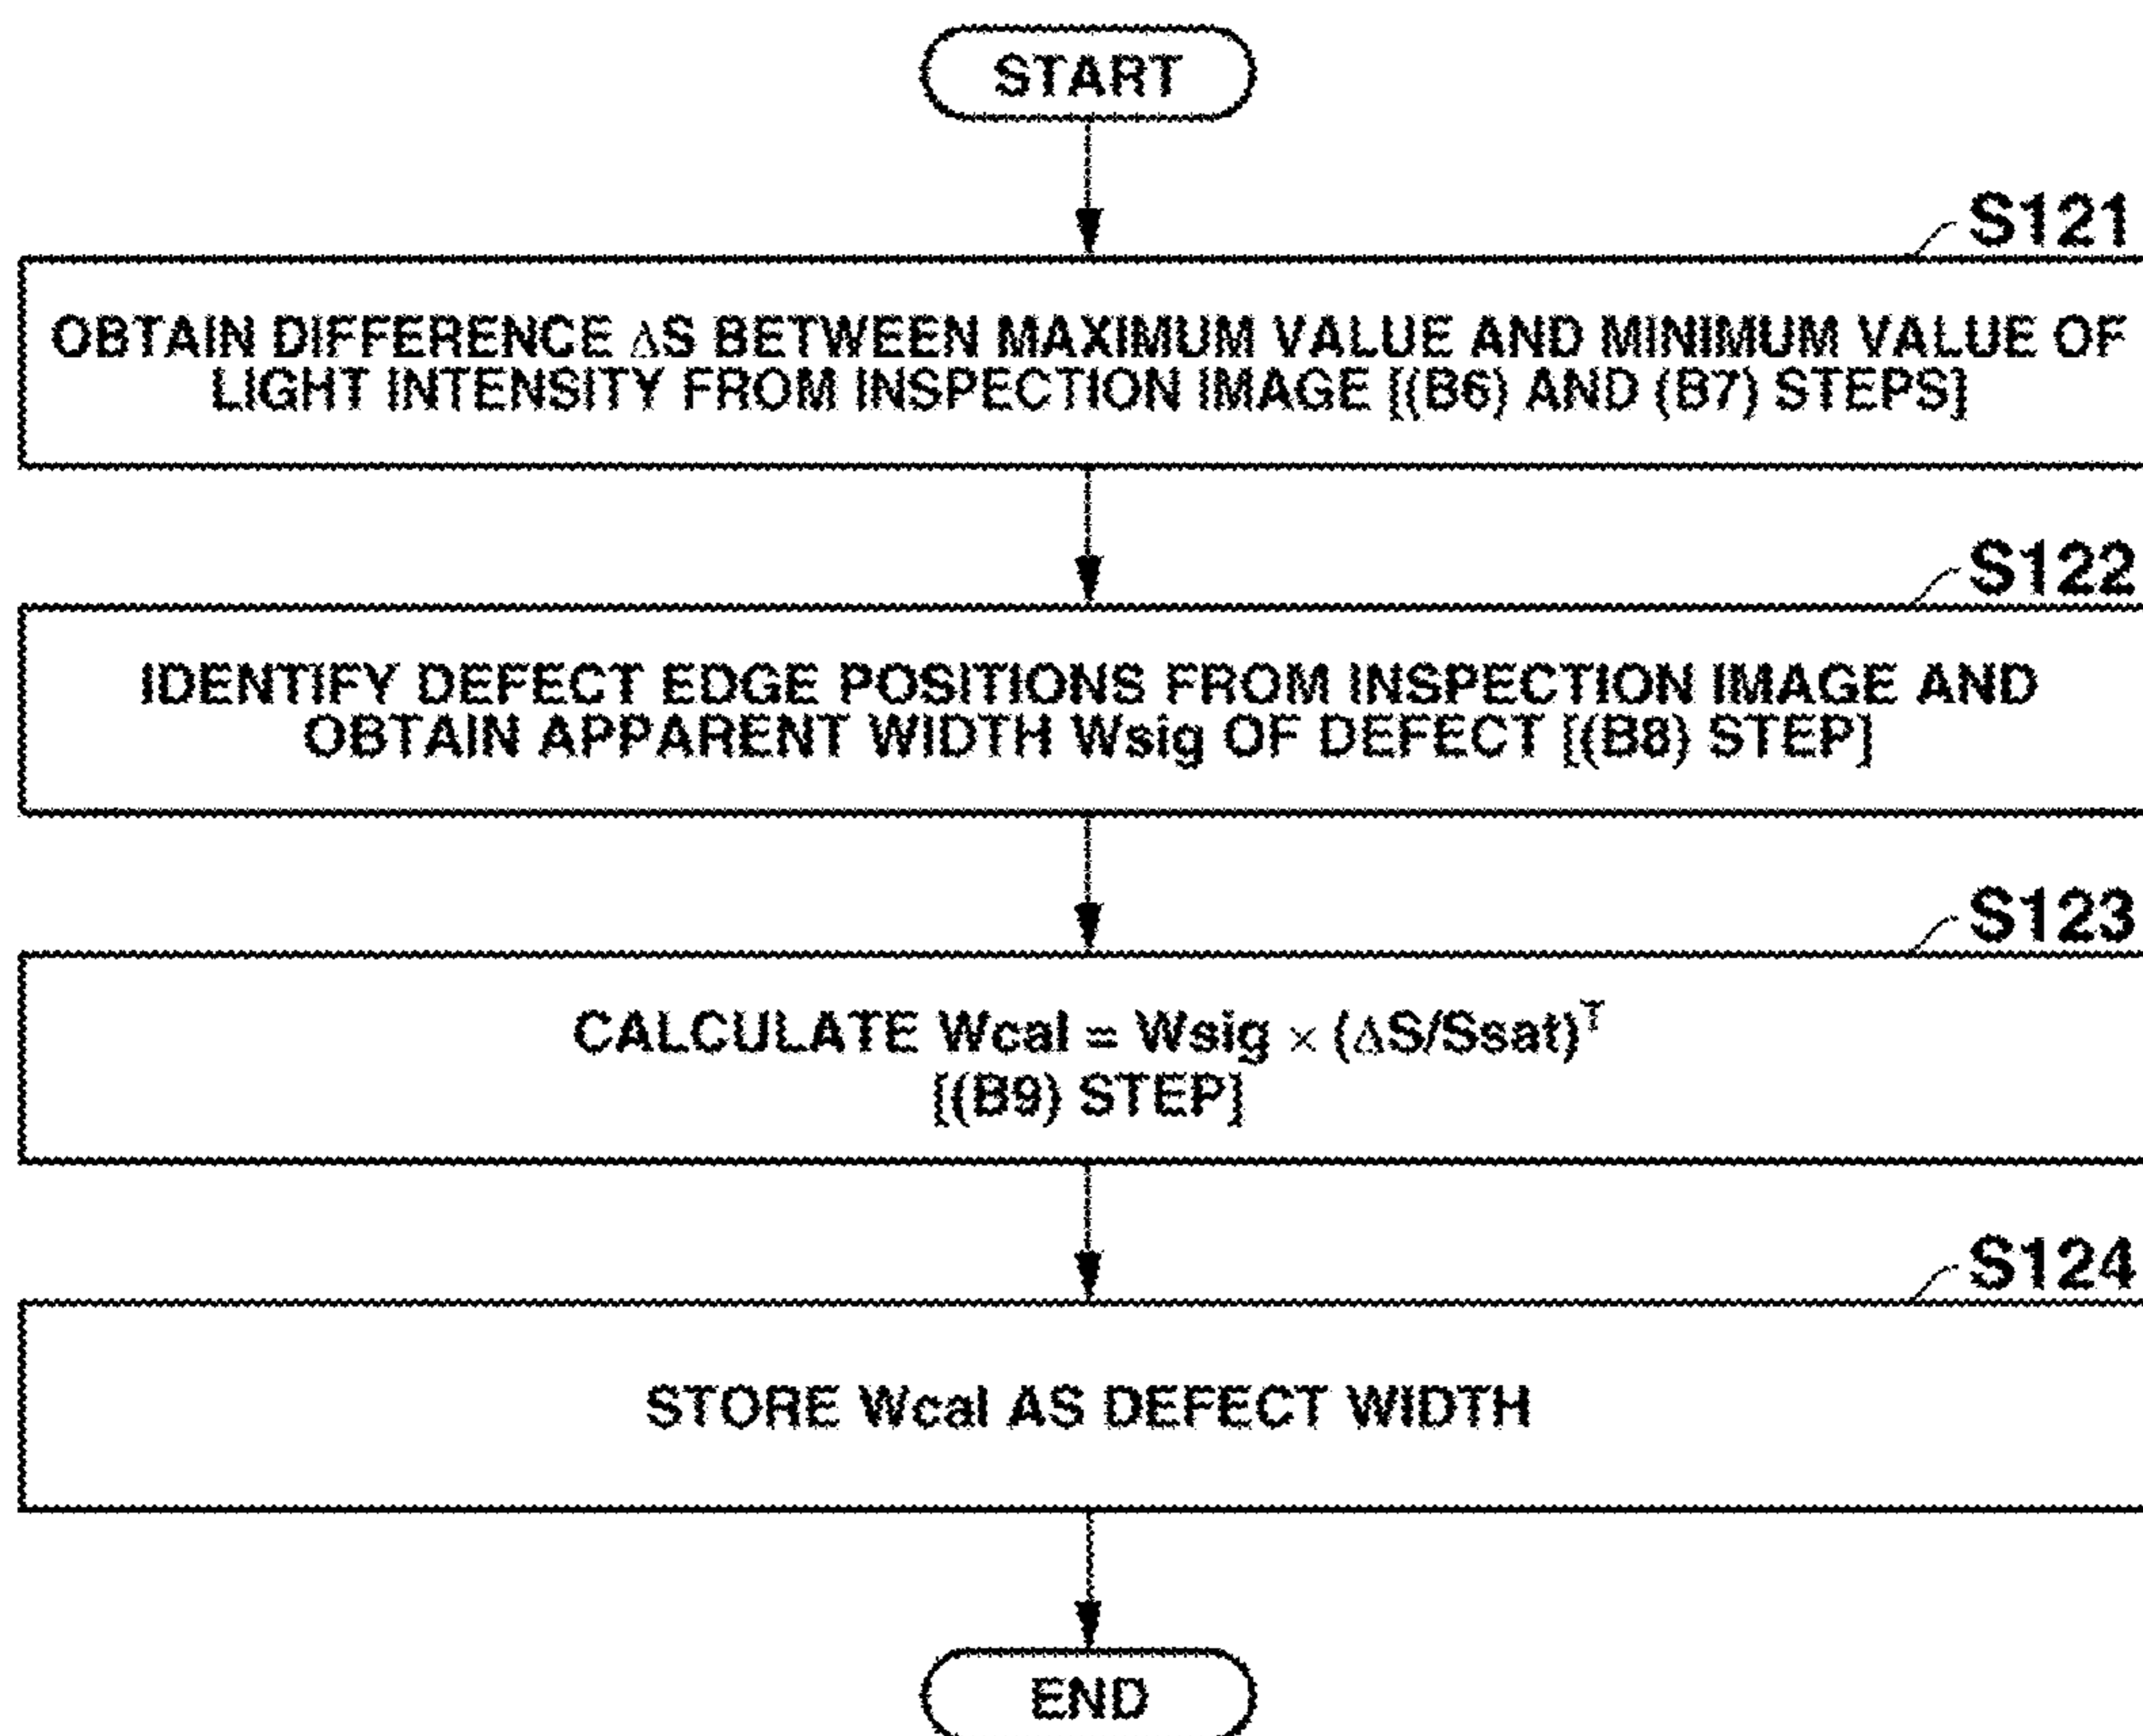 START
S121
OBTAIN DIFFERENCE ΔS BETWEEN MAXIMUM VALUE AND MINIMUM VALUE OF
LIGHT INTENSITY FROM INSPECTION IMAGE [(B6) AND (B7) STEPS]
S122
IDENTIFY DEFECT EDGE POSITIONS FROM INSPECTION IMAGE AND
OBTAIN APPARENT WIDTH Wsig OF DEFECT [(B8) STEP]
S123
CALCULATE Wcal = Wsig × (ΔS/Ssat)^T
[(B9) STEP]
S124
STORE Wcal AS DEFECT WIDTH
END